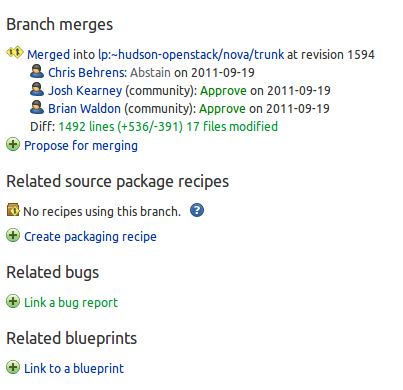 Branch merges
Merged into lp:~hudson-openstack/nova/trunk at revision 1594
Chris Behrens: Abstain on 2011-09-19
Josh Kearney (community): Approve on 2011-09-19
Brian Waldon (community): Approve on 2011-09-19
Diff: 1492 lines (+536/-391) 17 files modified
Propose for merging
Related source package recipes
No recipes using this branch. ?
Create packaging recipe
Related bugs
Link a bug report
Related blueprints
Link to a blueprint